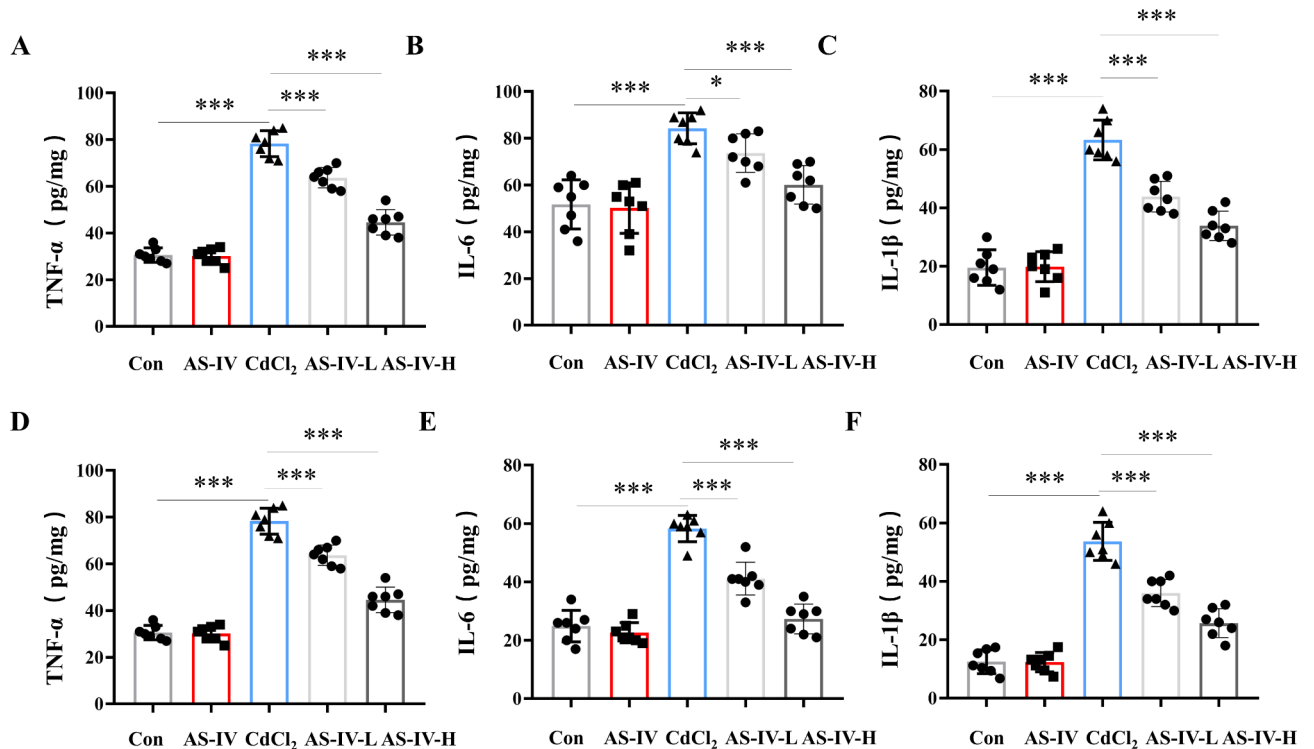 A
TNF-α ( pg/mg)
100
80
60
40
20
0
***
***
***
Con AS-IV CdCl₂ AS-IV-L AS-IV-H
B
IL-6 ( pg/mg)
100
80
60
40
20
0
***
***
*
Con AS-IV CdCl₂ AS-IV-L AS-IV-H
C
IL-1β ( pg/mg)
80
60
40
20
0
***
***
***
Con AS-IV CdCl₂ AS-IV-L AS-IV-H
D
TNF-α ( pg/mg)
100
80
60
40
20
0
***
***
***
Con AS-IV CdCl₂ AS-IV-L AS-IV-H
E
IL-6 ( pg/mg)
80
60
40
20
0
***
***
***
Con AS-IV CdCl₂ AS-IV-L AS-IV-H
F
IL-1β ( pg/mg)
80
60
40
20
0
***
***
***
Con AS-IV CdCl₂ AS-IV-L AS-IV-H